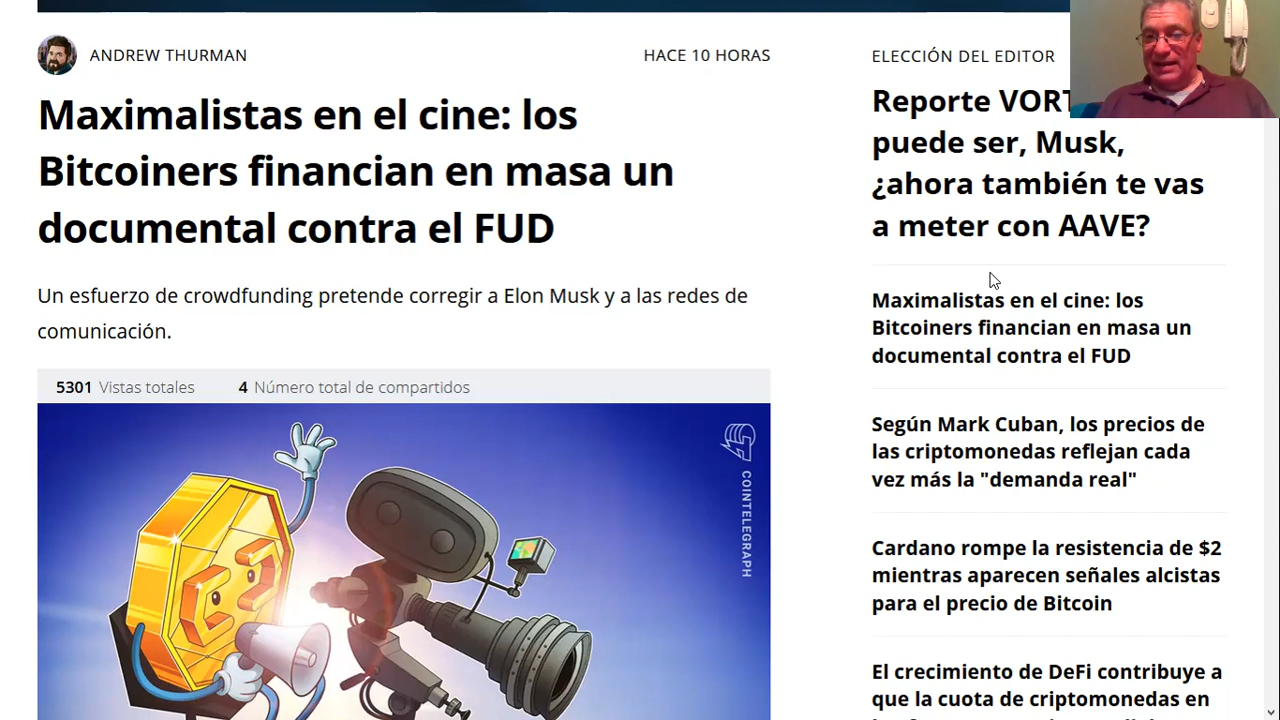 ANDREW THURMAN
HACE 10 HORAS
Maximalistas en el cine: los
Bitcoiners financian en masa un
documental contra el FUD
Un esfuerzo de crowdfunding pretende corregir a Elon Musk y a las redes de
comunicación.
5301 Vistas totales
4 Número total de compartidos
COINTELEGRAPH
ELECCIÓN DEL EDITOR
Reporte
puede ser, Musk,
¿ahora también te vas
a meter con AAVE?
Maximalistas en el cine: los
Bitcoiners financian en masa un
documental contra el FUD
Según Mark Cuban, los precios de
las criptomonedas reflejan cada
vez más la "demanda real"
Cardano rompe la resistencia de $2
mientras aparecen señales alcistas
para el precio de Bitcoin
El crecimiento de DeFi contribuye a
que la cuota de criptomonedas en